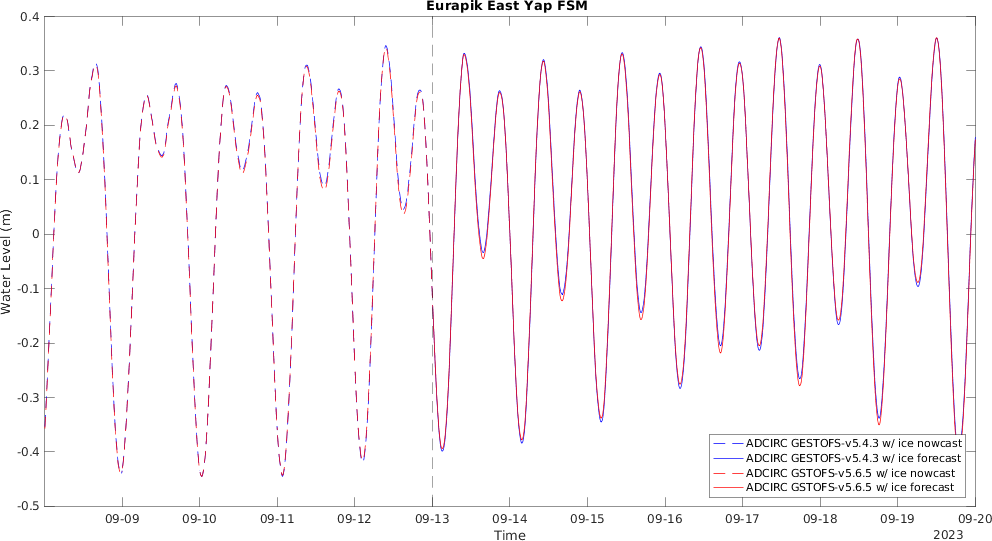 Eurapik East Yap FSM
0.4
0.3
0.2
0.1
0
-0.1
-0.2
-0.3
-0.4
-0.5
Water Level (m)
ADCIRC GESTOFS-v5.4.3 w/ ice nowcast
ADCIRC GESTOFS-v5.4.3 w/ ice forecast
ADCIRC GSTOFS-v5.6.5 w/ ice nowcast
ADCIRC GSTOFS-v5.6.5 w/ ice forecast
09-09 09-10 09-11 09-12 09-13 09-14 09-15 09-16 09-17 09-18 09-19 09-20
Time
2023